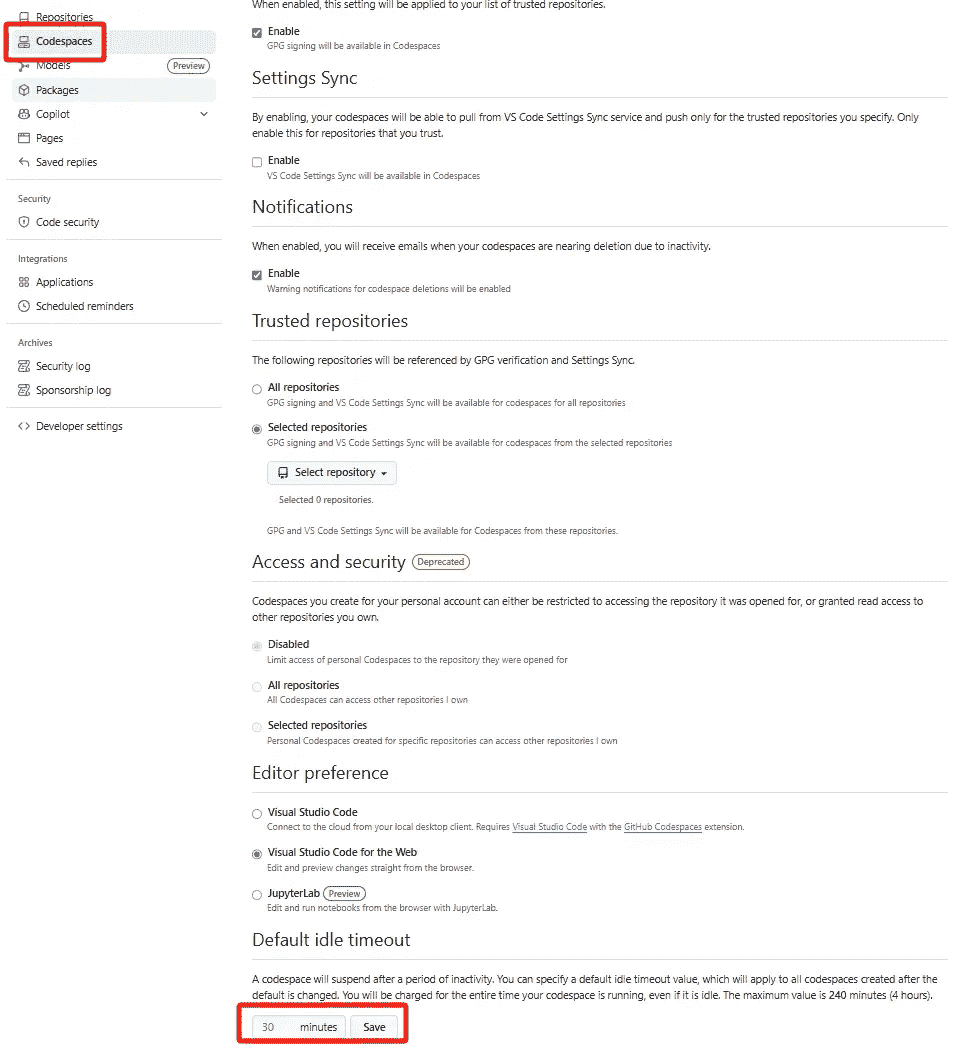 Repositories
Codespaces
Models
Preview
Packages
Copilot
Pages
Saved replies
Security
Code security
Integrations
Applications
Scheduled reminders
Archives
Security log
Sponsorship log
Developer settings
When enabled, this setting will be applied to your list of trusted repositories.
Enable
GPG signing will be available in Codespaces
Settings Sync
By enabling, your codespaces will be able to pull from VS Code Settings Sync service and push only for the trusted repositories you specify. Only
enable this for repositories that you trust.
Enable
VS Code Settings Sync will be available in Codespaces
Notifications
When enabled, you will receive emails when your codespaces are nearing deletion due to inactivity.
Enable
Warning notifications for codespace deletions will be enabled
Trusted repositories
The following repositories will be referenced by GPG verification and Settings Sync.
All repositories
GPG signing and VS Code Settings Sync will be available for codespaces for all repositories
Selected repositories
GPG signing and VS Code Settings Sync will be available for codespaces from the selected repositories
Select repository
Selected 0 repositories.
GPG and VS Code Settings Sync will be available for Codespaces from these repositories.
Access and security Deprecated
Codespaces you create for your personal account can either be restricted to accessing the repository it was opened for, or granted read access to
other repositories you own.
Disabled
Limit access of personal Codespaces to the repository they were opened for
All repositories
All Codespaces can access other repositories I own
Selected repositories
Personal Codespaces created for specific repositories can access other repositories I own
Editor preference
Visual Studio Code
Connect to the cloud from your local desktop client. Requires Visual Studio Code with the GitHub Codespaces extension.
Visual Studio Code for the Web
Edit and preview changes straight from the browser.
JupyterLab Preview
Edit and run notebooks from the browser with JupyterLab.
Default idle timeout
A codespace will suspend after a period of inactivity. You can specify a default idle timeout value, which will apply to all codespaces created after the
default is changed. You will be charged for the entire time your codespace is running, even if it is idle. The maximum value is 240 minutes (4 hours).
30 minutes Save